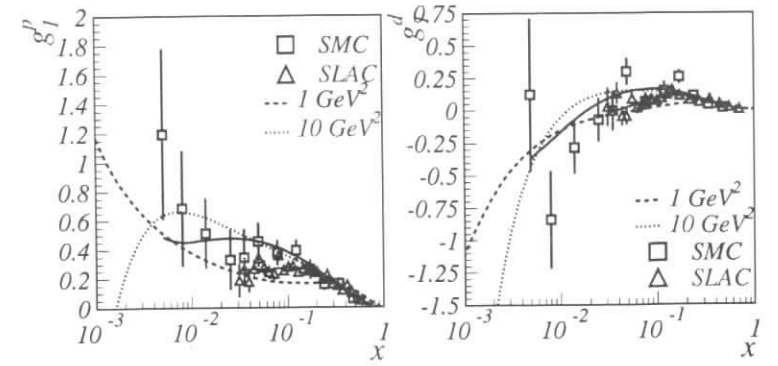 g₁ᵖ
2
1.8
1.6
1.4
1.2
1
0.8
0.6
0.4
0.2
0
SMC
SLAC
1 GeV²
10 GeV²
10⁻³ 10⁻² 10⁻¹ 1
x
g₁ᵈ
0.75
0.5
0.25
0
-0.25
-0.5
-0.75
-1
-1.25
-1.5
1 GeV²
10 GeV²
SMC
SLAC
10⁻³ 10⁻² 10⁻¹ 1
x